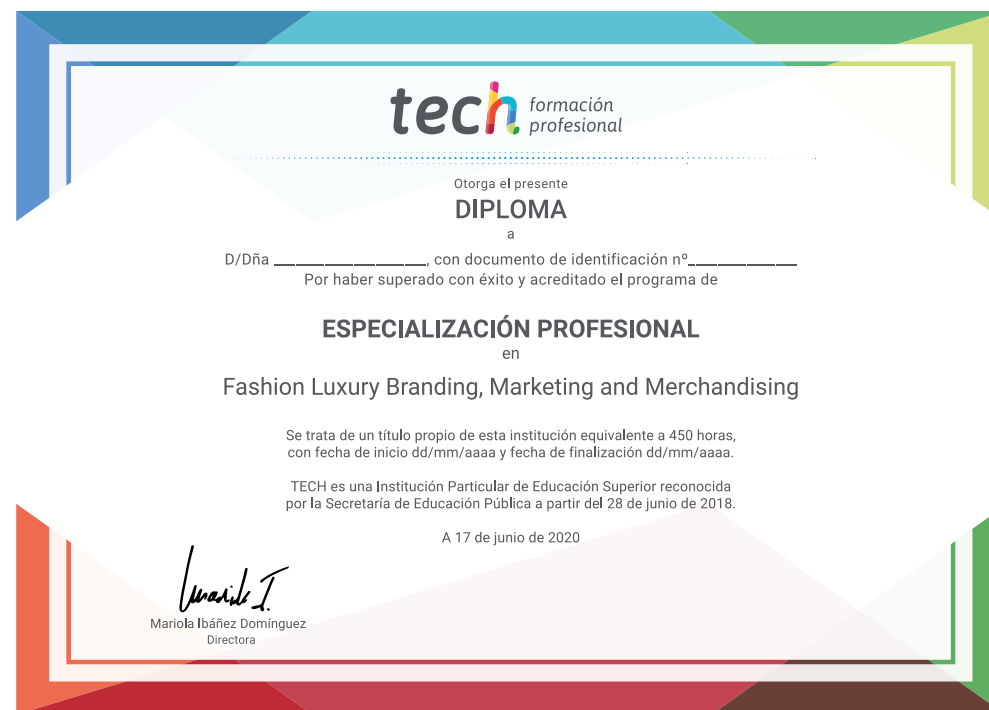 tech formación
profesional
Otorga el presente
DIPLOMA
a
D/Dña ______________, con documento de identificación nº__________
Por haber superado con éxito y acreditado el programa de
ESPECIALIZACIÓN PROFESIONAL
en
Fashion Luxury Branding, Marketing and Merchandising
Se trata de un título propio de esta institución equivalente a 450 horas,
con fecha de inicio dd/mm/aaaa y fecha de finalización dd/mm/aaaa.
TECH es una Institución Particular de Educación Superior reconocida
por la Secretaría de Educación Pública a partir del 28 de junio de 2018.
A 17 de junio de 2020
Mariola Ibáñez Domínguez
Directora